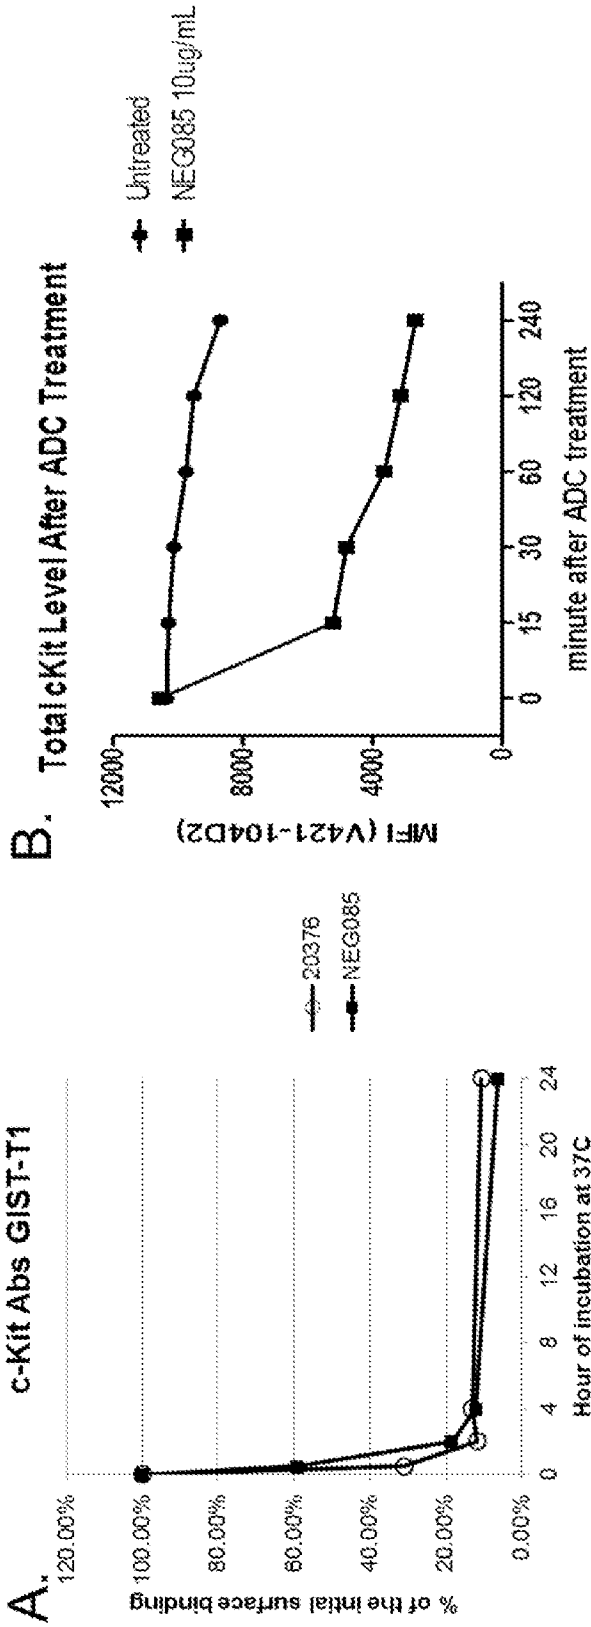 A.
c-Kit Abs GIST-T1
120.00%
100.00%
80.00%
60.00%
40.00%
20.00%
0.00%
% of the intial surface binding
0 4 8 12 16 20 24
Hour of incubation at 37C
20376
NEG085
B.
Total cKit Level After ADC Treatment
12000
8000
4000
0
MFI (V421-104D2)
0 15 30 60 120 240
minute after ADC treatment
Untreated
NEG085 10ug/mL